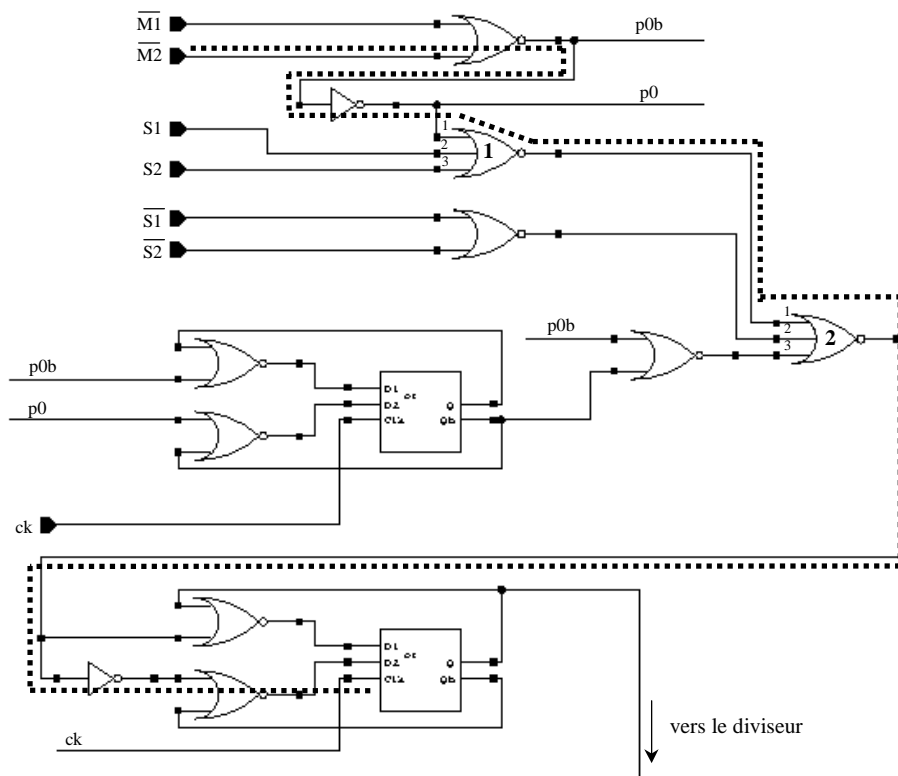 M1
p0b
M2
p0
S1
1
2
3
1
S2
S1
S2
p0b
1
2
3
2
p0b
D1
D2
Clk
Q
Qb
p0
ck
D1
D2
Clk
Q
Qb
ck
vers le diviseur